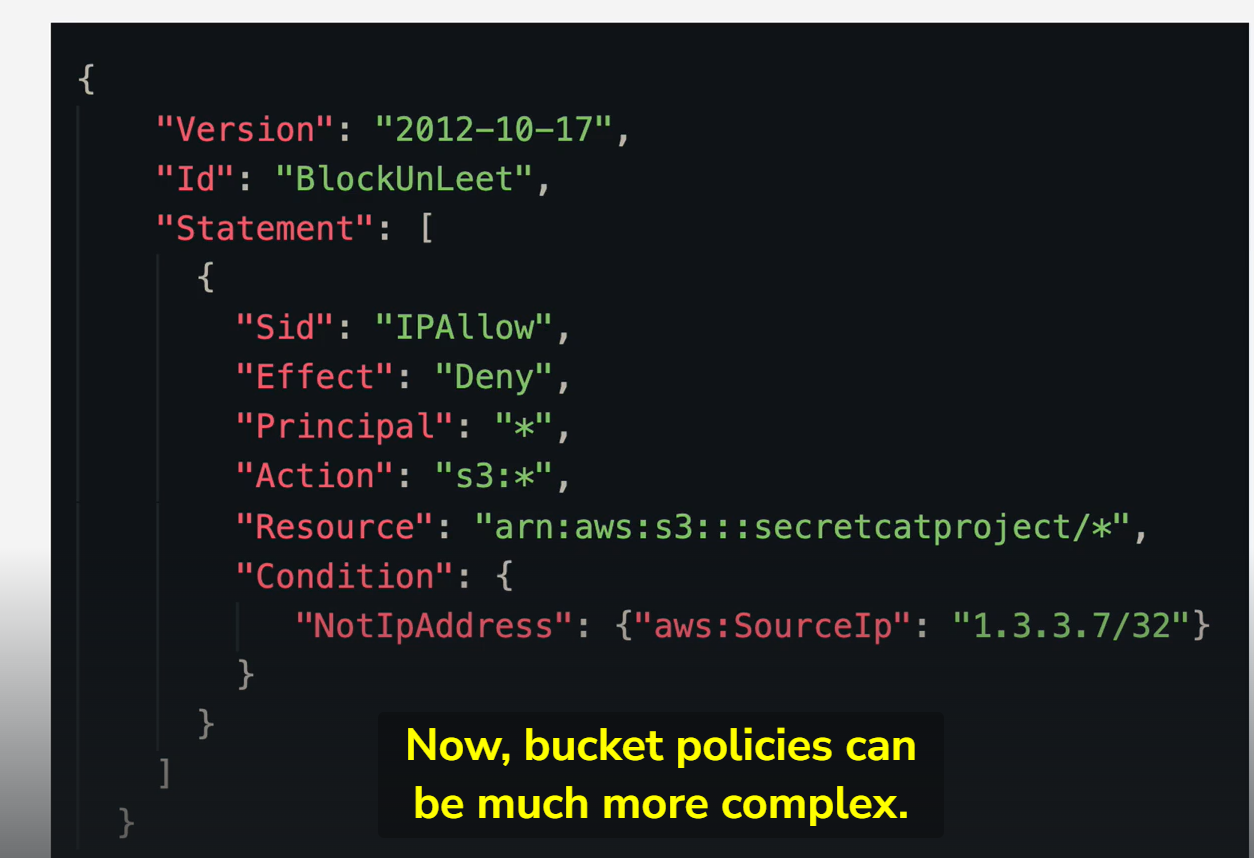 {
"Version": "2012-10-17",
"Id": "BlockUnLeet",
"Statement": [
{
"Sid": "IPAllow",
"Effect": "Deny",
"Principal": "*",
"Action": "s3:*",
"Resource": "arn:aws:s3:::secretcatproject/*",
"Condition": {
"NotIpAddress": {"aws:SourceIp": "1.3.3.7/32"}
}
}
]
}
Now, bucket policies can
be much more complex.